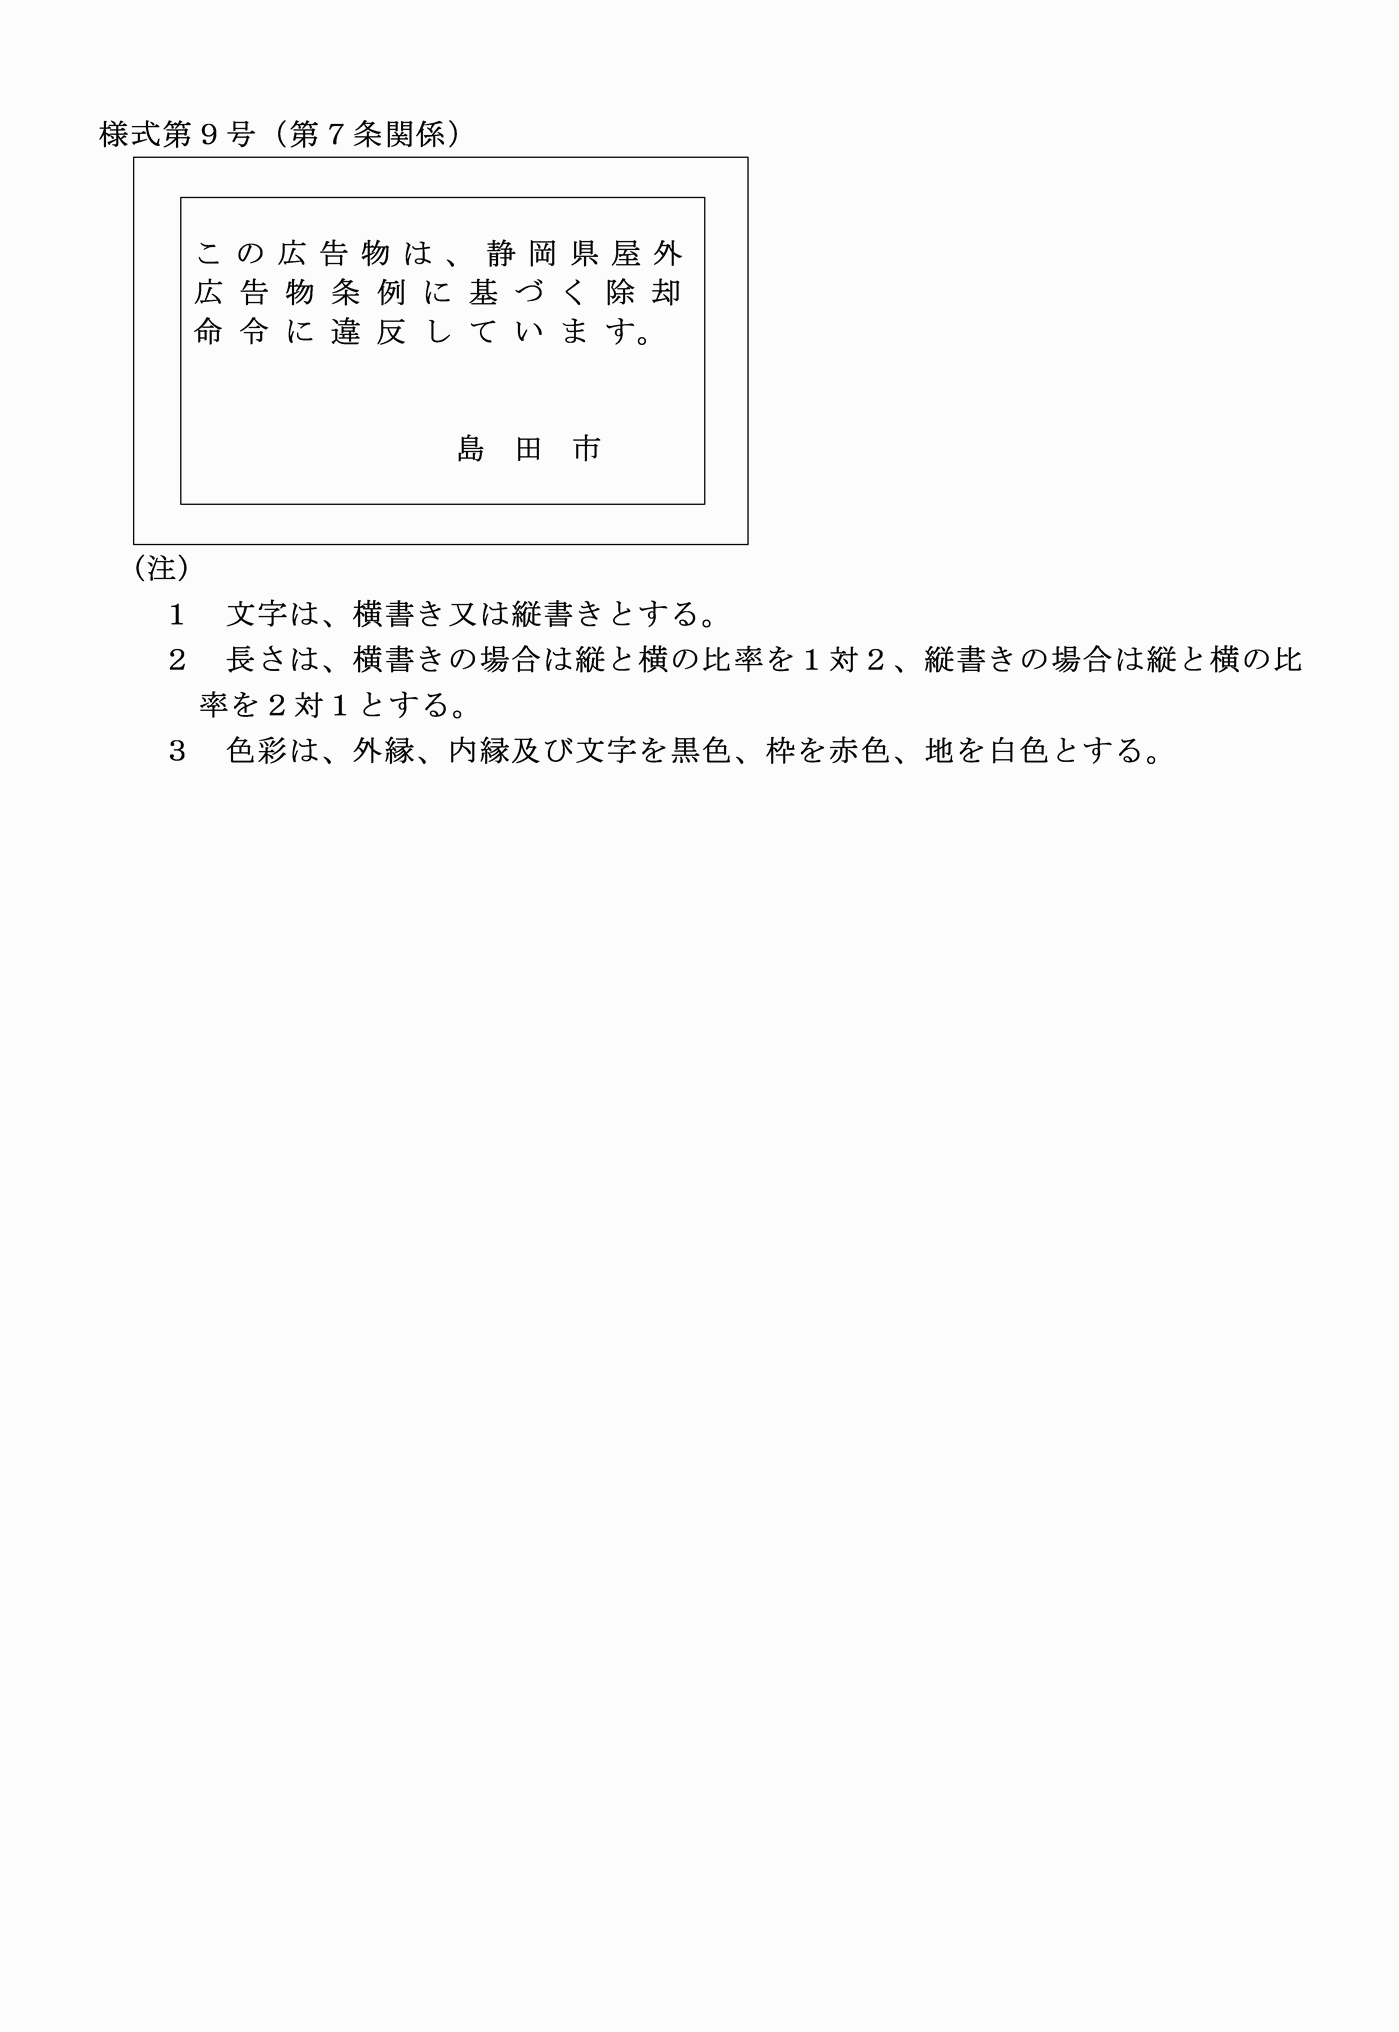 様式第９号（第７条関係）
この広告物は、静岡県屋外
広告物条例に基づく除却
命令に違反しています。
島　田　市
（注）
１　文字は、横書き又は縦書きとする。
２　長さは、横書きの場合は縦と横の比率を１対２、縦書きの場合は縦と横の比
率を２対１とする。
３　色彩は、外縁、内縁及び文字を黒色、枠を赤色、地を白色とする。